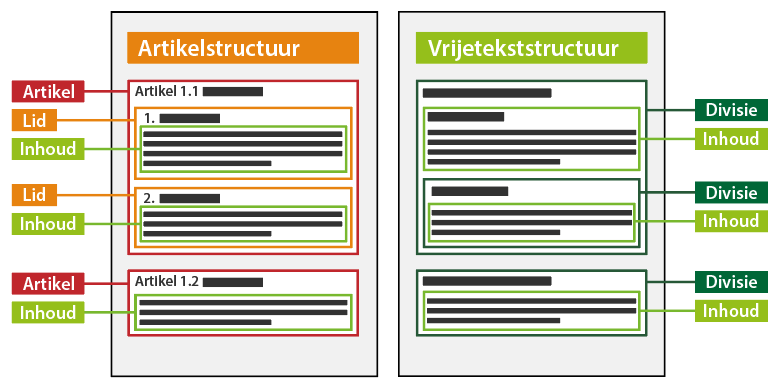 Artikelstructuur
Artikel
Artikel 1.1
Lid
1.
Inhoud
Lid
2.
Inhoud
Artikel
Artikel 1.2
Inhoud
Vrijetekststructuur
Divisie
Inhoud
Divisie
Inhoud
Divisie
Inhoud